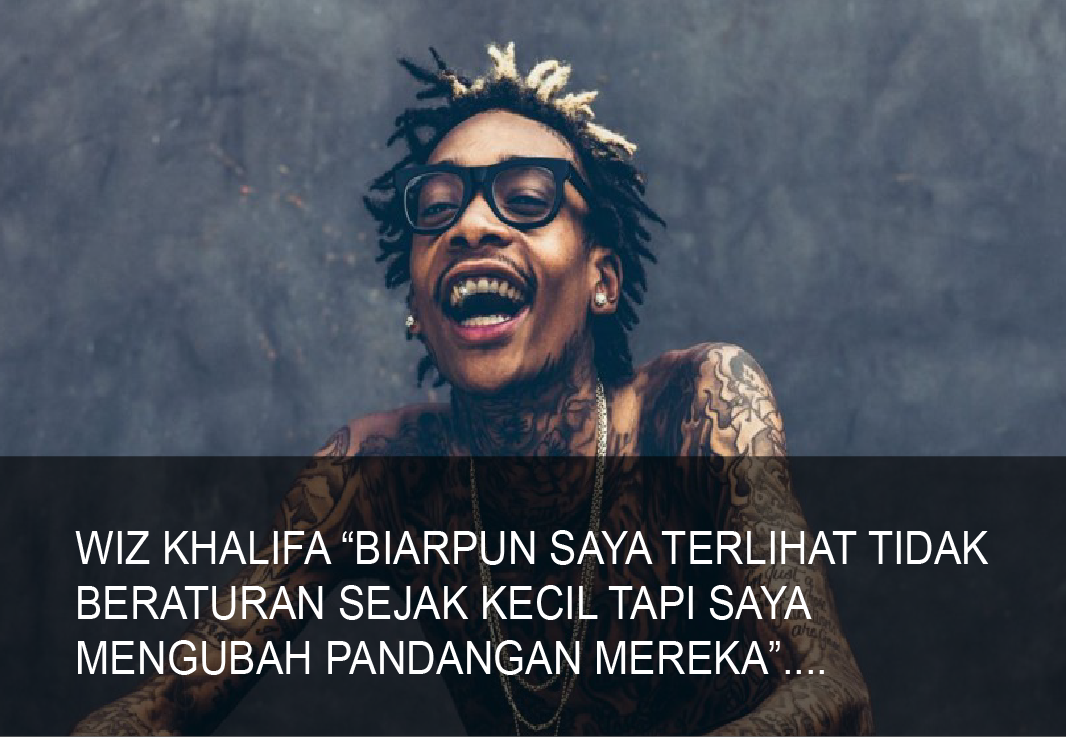 WIZ KHALIFA “BIARPUN SAYA TERLIHAT TIDAK
BERATURAN SEJAK KECIL TAPI SAYA
MENGUBAH PANDANGAN MEREKA”....